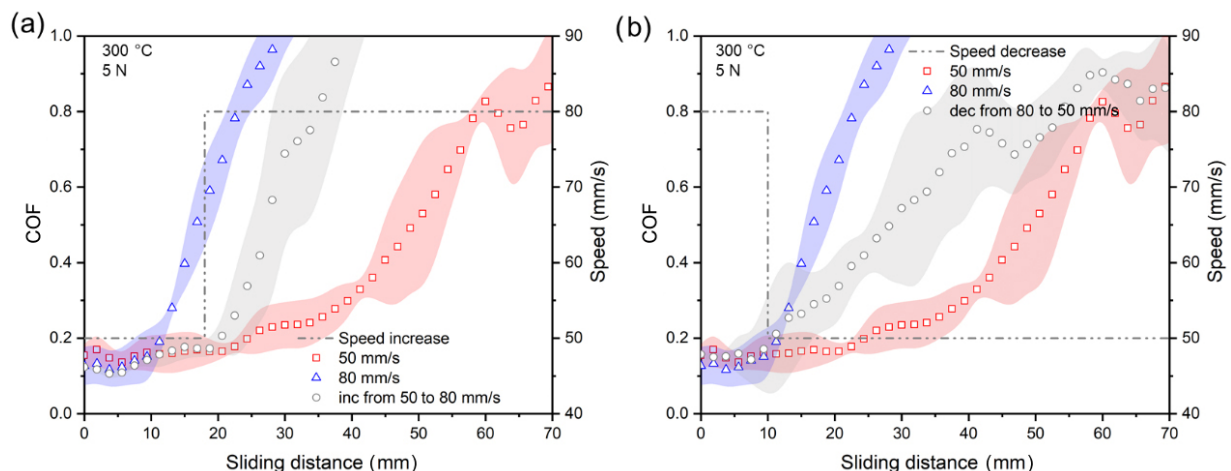 (a)
300 °C
5 N
1.0
0.8
0.6
0.4
0.2
0.0
COF
90
80
70
60
50
40
Speed (mm/s)
Speed increase
50 mm/s
80 mm/s
inc from 50 to 80 mm/s
0 10 20 30 40 50 60 70
Sliding distance (mm)
(b)
300 °C
5 N
1.0
0.8
0.6
0.4
0.2
0.0
COF
90
80
70
60
50
40
Speed (mm/s)
Speed decrease
50 mm/s
80 mm/s
dec from 80 to 50 mm/s
0 10 20 30 40 50 60 70
Sliding distance (mm)